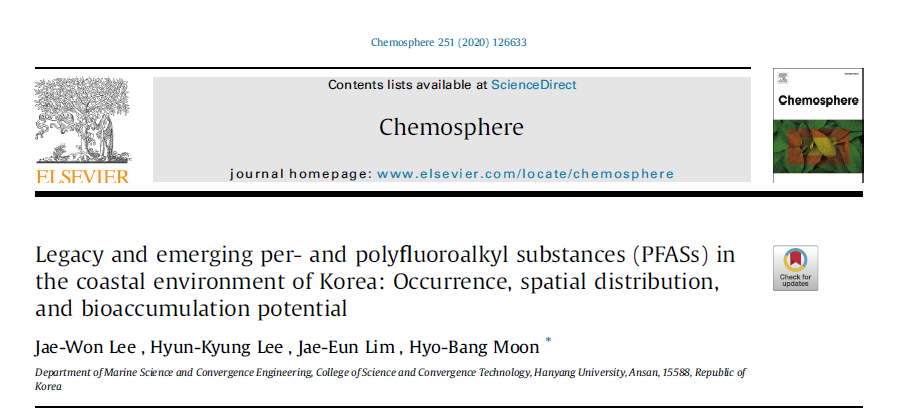 Chemosphere 251 (2020) 126633
Contents lists available at ScienceDirect
Chemosphere
journal homepage: www.elsevier.com/locate/chemosphere
ELSEVIER
Chemosphere
Legacy and emerging per- and polyfluoroalkyl substances (PFASs) in
the coastal environment of Korea: Occurrence, spatial distribution,
and bioaccumulation potential
Check for
updates
Jae-Won Lee , Hyun-Kyung Lee , Jae-Eun Lim , Hyo-Bang Moon *
Department of Marine Science and Convergence Engineering, College of Science and Convergence Technology, Hanyang University, Ansan, 15588, Republic of
Korea